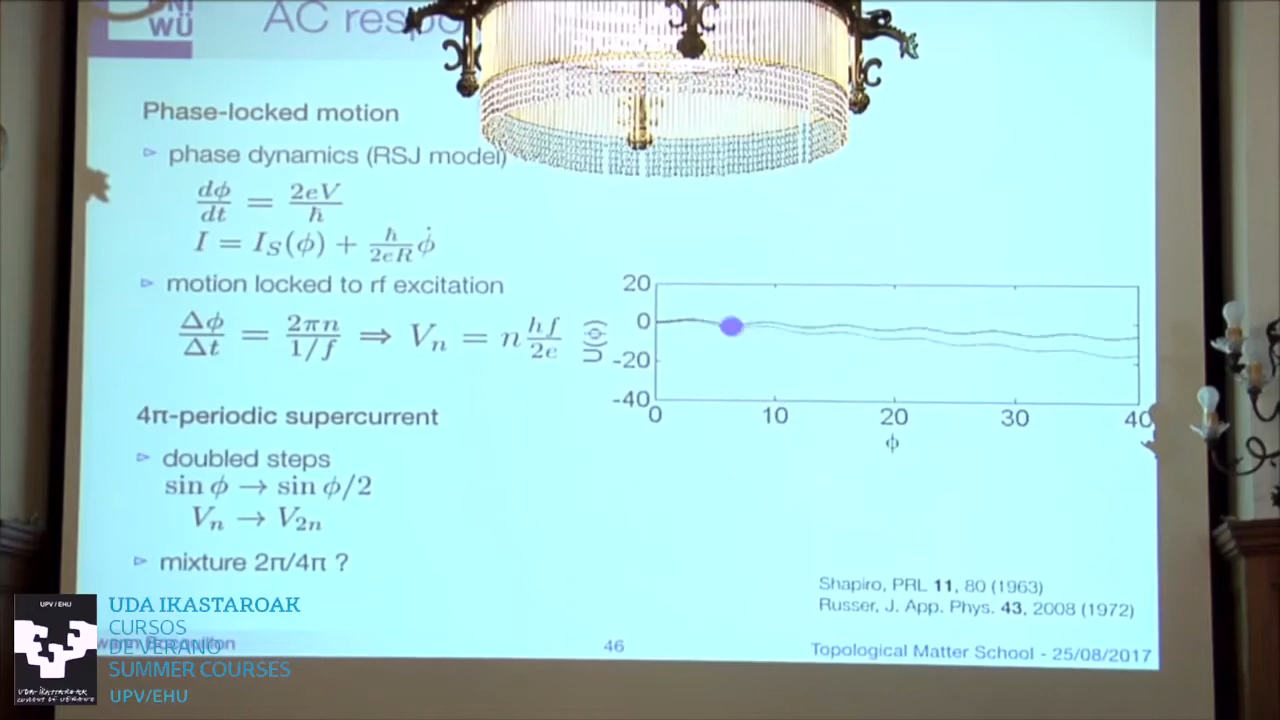 WÜ
AC
Phase-locked motion
▹ phase dynamics (RSJ model)
dϕ/dt = 2eV/ħ
I = I_S(ϕ) + ħ/2eR ϕ̇
▹ motion locked to rf excitation
Δϕ/Δt = 2πn/1/f ⇒ V_n = n hf/2e
4π-periodic supercurrent
▹ doubled steps
sin ϕ → sin ϕ/2
V_n → V_2n
▹ mixture 2π/4π ?
U(ϕ)
20
0
-20
-40
0 10 20 30 40
ϕ
Shapiro, PRL 11, 80 (1963)
Russer, J. App. Phys. 43, 2008 (1972)
46
Topological Matter School - 25/08/2017
UPV/EHU
UDA IKASTAROAK
CURSOS
DE VERANO
SUMMER COURSES
UPV/EHU